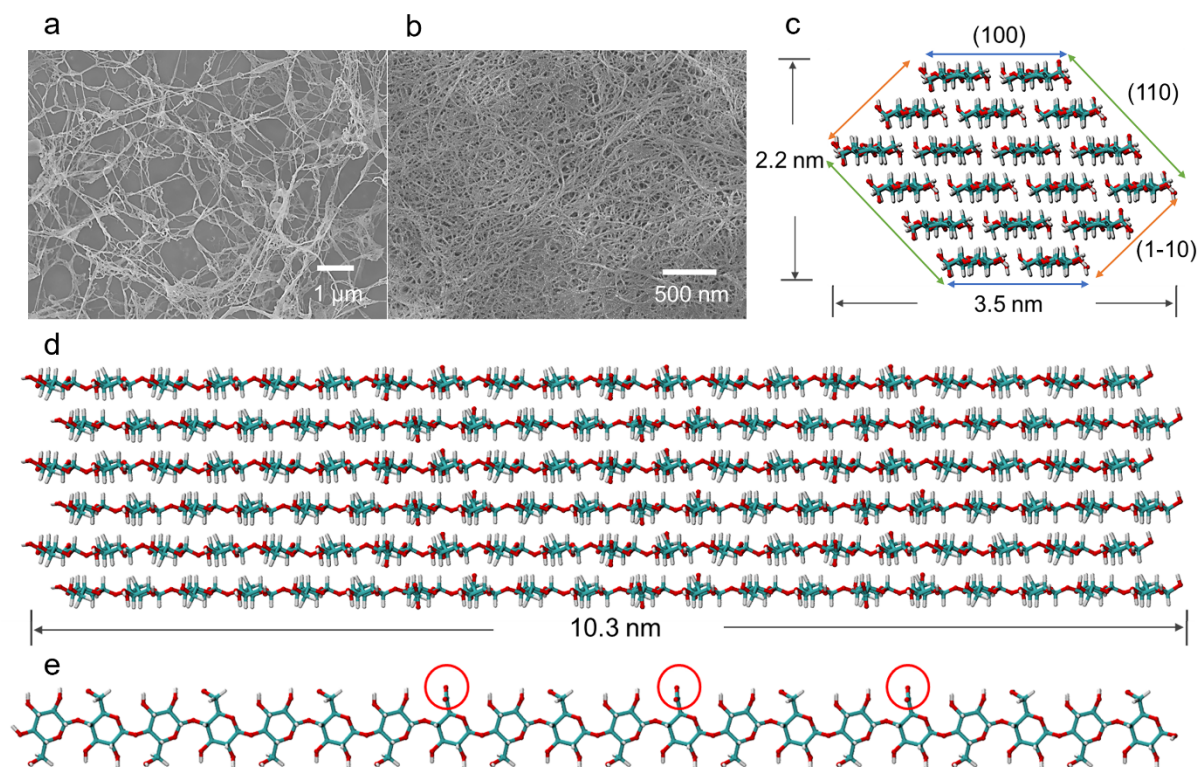 a
b
c
1 µm
500 nm
(100)
(110)
2.2 nm
(1-10)
3.5 nm
d
10.3 nm
e